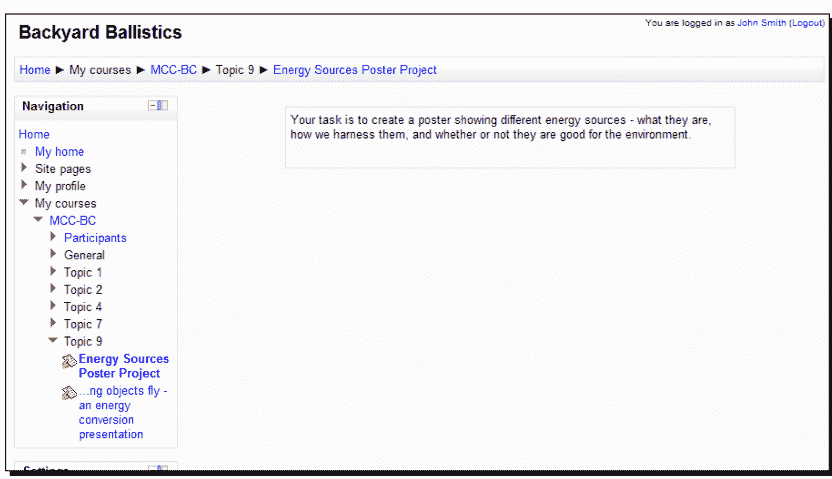 You are logged in as John Smith (Logout)
Backyard Ballistics
Home ► My courses ► MCC-BC ► Topic 9 ► Energy Sources Poster Project
Navigation
Home
My home
Site pages
My profile
My courses
MCC-BC
Participants
General
Topic 1
Topic 2
Topic 4
Topic 7
Topic 9
Energy Sources
Poster Project
...ng objects fly -
an energy
conversion
presentation
Settings
Your task is to create a poster showing different energy sources - what they are,
how we harness them, and whether or not they are good for the environment.